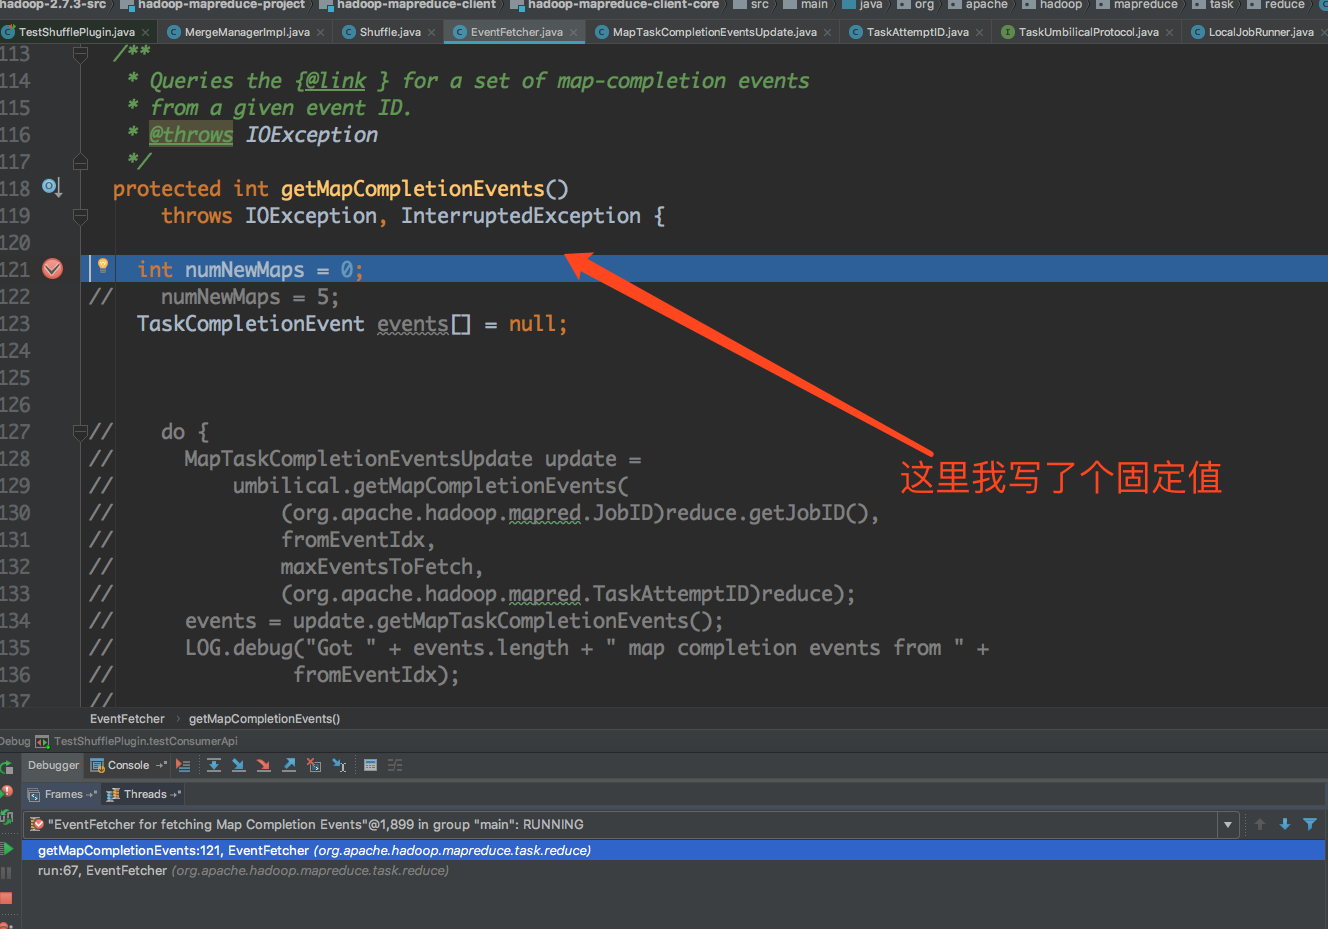 hadoop-2.7.3-src hadoop-mapreduce-project hadoop-mapreduce-client hadoop-mapreduce-client-core src main java org apache hadoop mapreduce task reduce
TestShufflePlugin.java MergeManagerImpl.java Shuffle.java EventFetcher.java MapTaskCompletionEventsUpdate.java TaskAttemptID.java TaskUmbilicalProtocol.java LocalJobRunner.java
113 /**
114 * Queries the {@link } for a set of map-completion events
115 * from a given event ID.
116 * @throws IOException
117 */
118 protected int getMapCompletionEvents()
119 throws IOException, InterruptedException {
120
121 int numNewMaps = 0;
122 // numNewMaps = 5;
123 TaskCompletionEvent events[] = null;
124
125
126
127 // do {
128 // MapTaskCompletionEventsUpdate update =
129 // umbilical.getMapCompletionEvents(
130 // (org.apache.hadoop.mapred.JobID)reduce.getJobID(),
131 // fromEventIdx,
132 // maxEventsToFetch,
133 // (org.apache.hadoop.mapred.TaskAttemptID)reduce);
134 // events = update.getMapTaskCompletionEvents();
135 // LOG.debug("Got " + events.length + " map completion events from " +
136 // fromEventIdx);
137 //
这里我写了个固定值
EventFetcher › getMapCompletionEvents()
Debug TestShufflePlugin.testConsumerApi
Debugger Console
Frames Threads
"EventFetcher for fetching Map Completion Events"@1,899 in group "main": RUNNING
getMapCompletionEvents:121, EventFetcher (org.apache.hadoop.mapreduce.task.reduce)
run:67, EventFetcher (org.apache.hadoop.mapreduce.task.reduce)